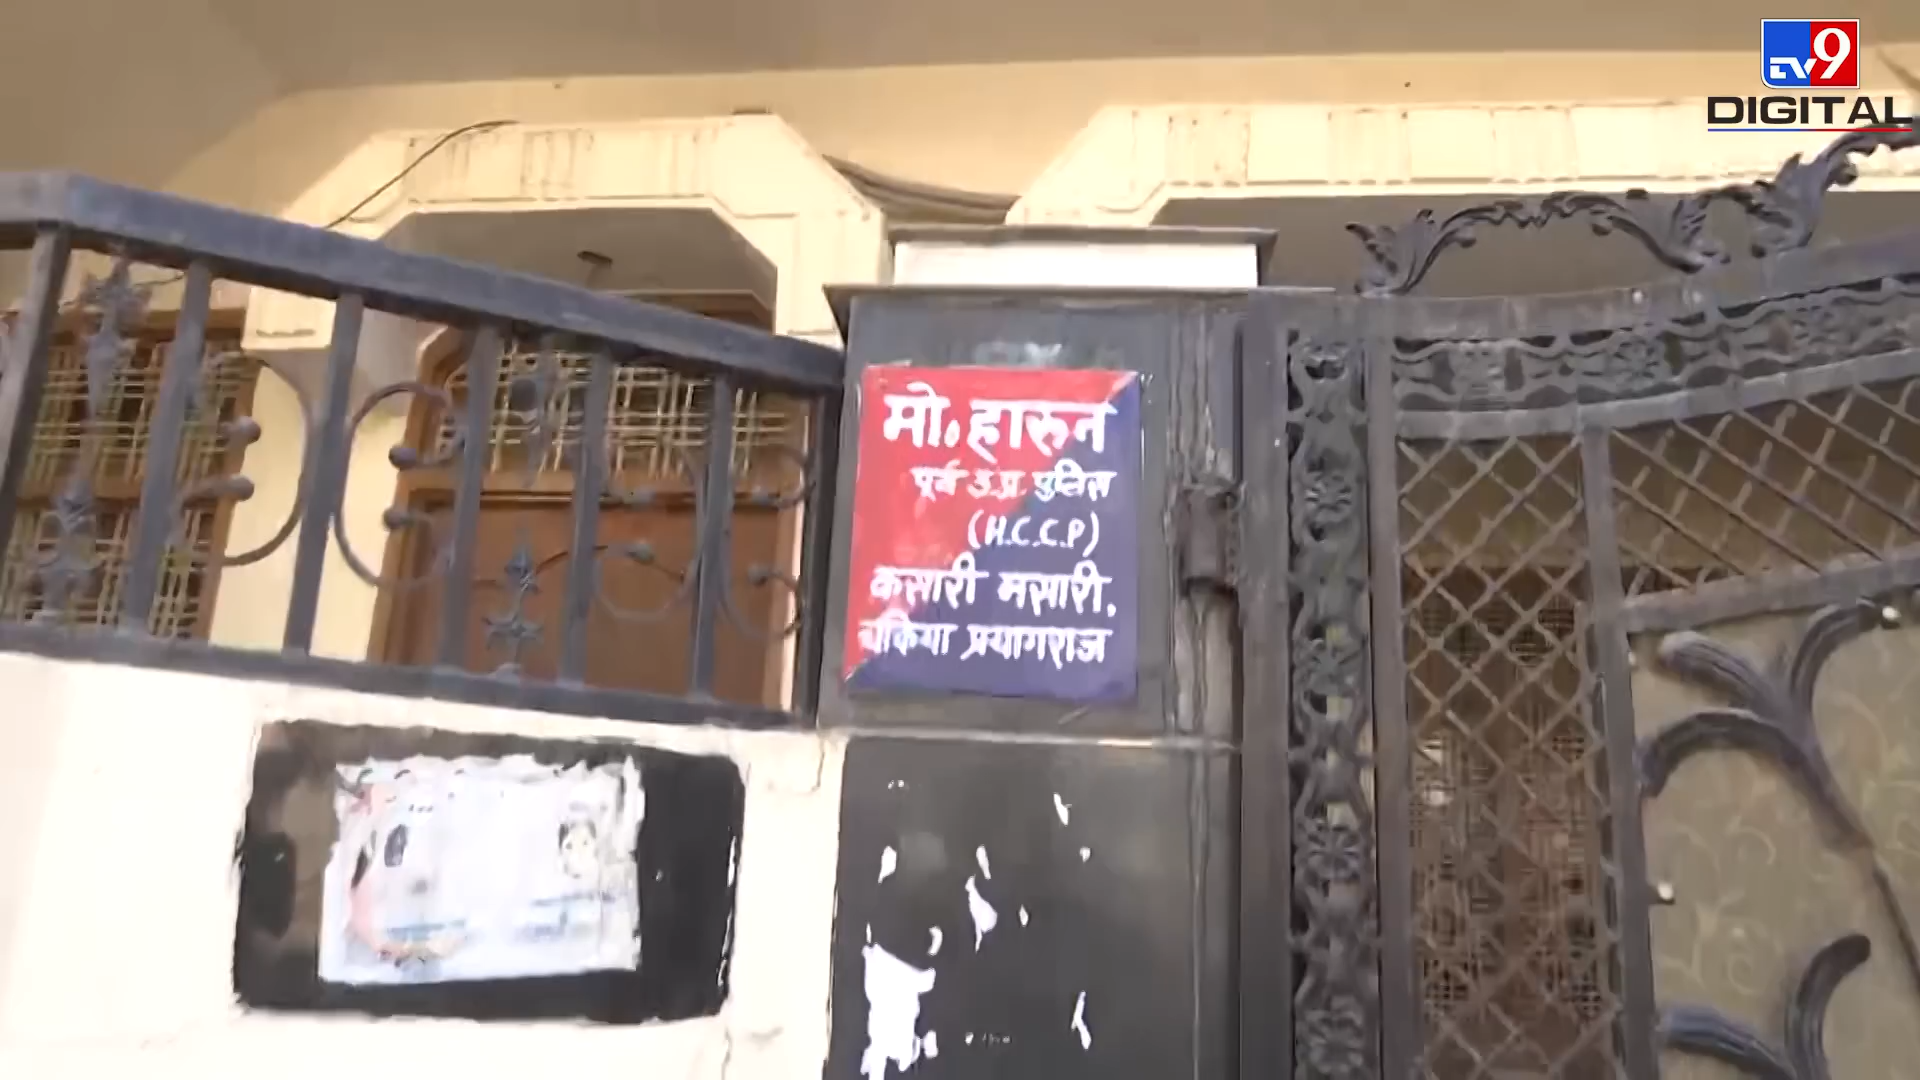 TV9
DIGITAL
मो. हारून
पूर्व उ.प्र. पुलिस
(H.C.C.P)
कसारी मसारी,
चकिया प्रयागराज